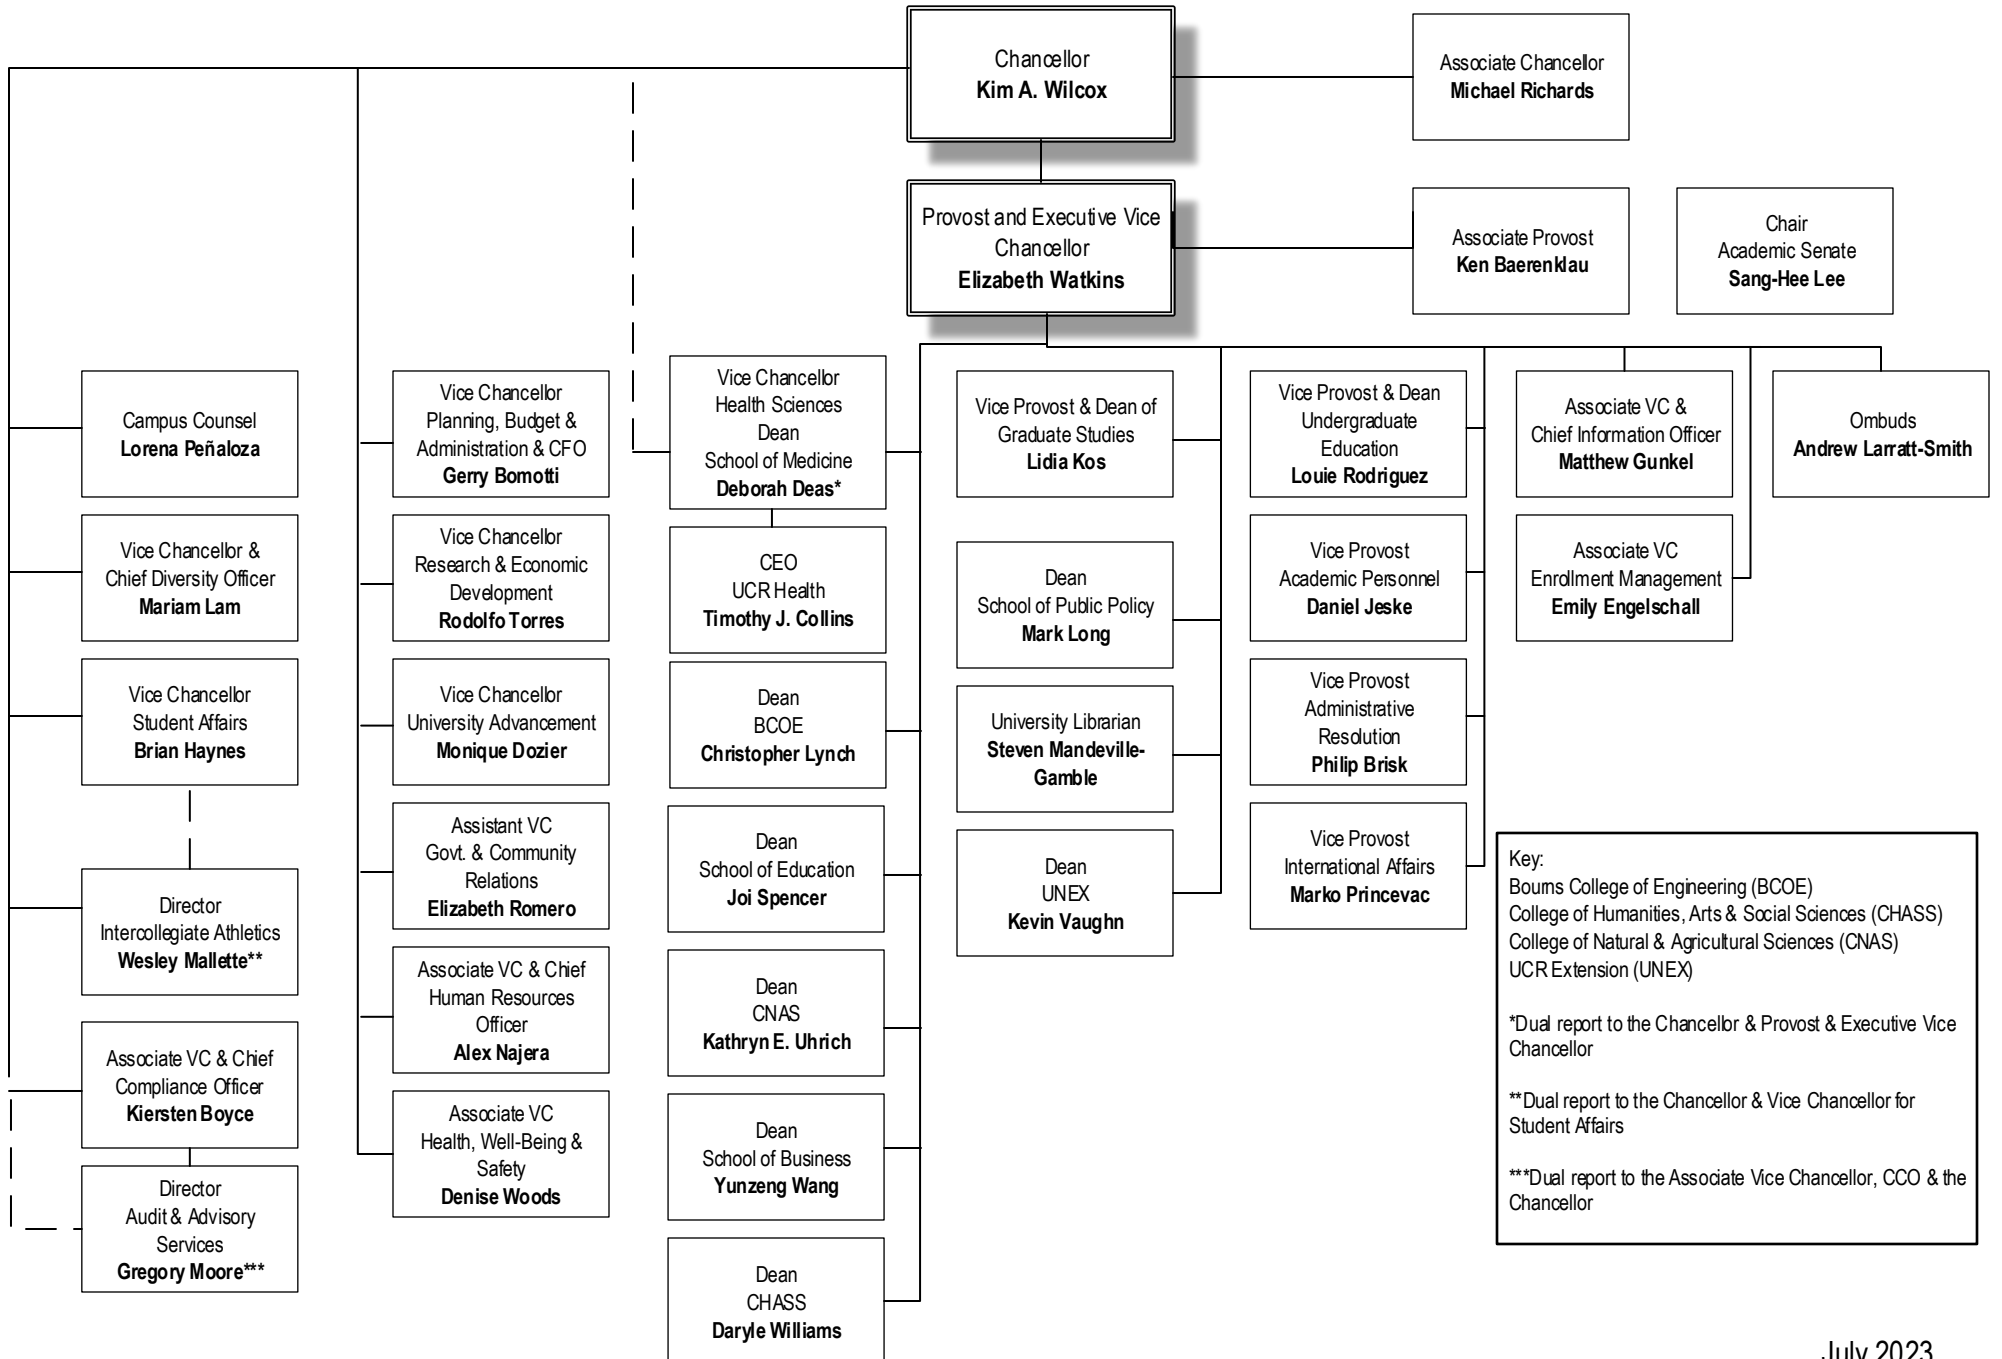 Chancellor
Kim A. Wilcox
Associate Chancellor
Michael Richards
Provost and Executive Vice
Chancellor
Elizabeth Watkins
Associate Provost
Ken Baerenklau
Chair
Academic Senate
Sang-Hee Lee
Campus Counsel
Lorena Peñaloza
Vice Chancellor &
Chief Diversity Officer
Mariam Lam
Vice Chancellor
Student Affairs
Brian Haynes
Director
Intercollegiate Athletics
Wesley Mallette**
Associate VC & Chief
Compliance Officer
Kiersten Boyce
Director
Audit & Advisory
Services
Gregory Moore***
Vice Chancellor
Planning, Budget &
Administration & CFO
Gerry Bomotti
Vice Chancellor
Research & Economic
Development
Rodolfo Torres
Vice Chancellor
University Advancement
Monique Dozier
Assistant VC
Govt. & Community
Relations
Elizabeth Romero
Associate VC & Chief
Human Resources
Officer
Alex Najera
Associate VC
Health, Well-Being &
Safety
Denise Woods
Vice Chancellor
Health Sciences
Dean
School of Medicine
Deborah Deas*
CEO
UCR Health
Timothy J. Collins
Dean
BCOE
Christopher Lynch
Dean
School of Education
Joi Spencer
Dean
CNAS
Kathryn E. Uhrich
Dean
School of Business
Yunzeng Wang
Dean
CHASS
Daryle Williams
Vice Provost & Dean of
Graduate Studies
Lidia Kos
Dean
School of Public Policy
Mark Long
University Librarian
Steven Mandeville-
Gamble
Dean
UNEX
Kevin Vaughn
Vice Provost & Dean
Undergraduate
Education
Louie Rodriguez
Vice Provost
Academic Personnel
Daniel Jeske
Vice Provost
Administrative
Resolution
Philip Brisk
Vice Provost
International Affairs
Marko Princevac
Associate VC &
Chief Information Officer
Matthew Gunkel
Associate VC
Enrollment Management
Emily Engelschall
Ombuds
Andrew Larratt-Smith
Key:
Bourns College of Engineering (BCOE)
College of Humanities, Arts & Social Sciences (CHASS)
College of Natural & Agricultural Sciences (CNAS)
UCR Extension (UNEX)
*Dual report to the Chancellor & Provost & Executive Vice
Chancellor
**Dual report to the Chancellor & Vice Chancellor for
Student Affairs
***Dual report to the Associate Vice Chancellor, CCO & the
Chancellor
July 2023